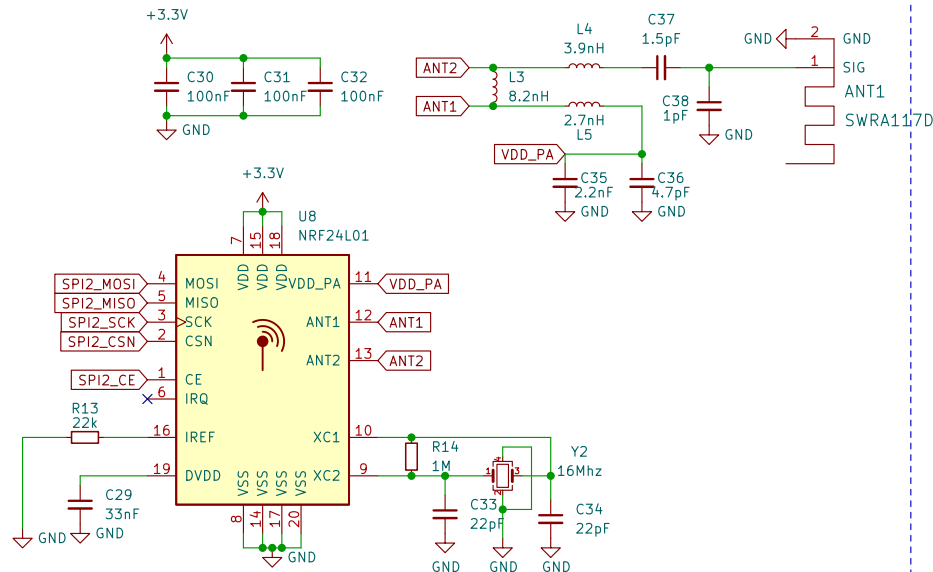 +3.3V
C30
100nF
C31
100nF
C32
100nF
GND
ANT2
ANT1
L3
8.2nH
L4
3.9nH
2.7nH
L5
C37
1.5pF
C38
1pF
GND
GND
2
GND
1
SIG
ANT1
SWRA117D
VDD_PA
C35
2.2nF
GND
C36
4.7pF
GND
+3.3V
U8
NRF24L01
7
15
18
VDD
VDD
VDD
SPI2_MOSI
4
MOSI
SPI2_MISO
5
MISO
SPI2_SCK
3
SCK
SPI2_CSN
2
CSN
SPI2_CE
1
CE
6
IRQ
R13
22k
16
IREF
19
DVDD
C29
33nF
GND
GND
VDD_PA
11
VDD_PA
ANT1
12
ANT1
ANT2
13
ANT2
XC1
10
XC2
9
VSS
VSS
VSS
VSS
8
14
17
20
GND
R14
1M
Y2
16Mhz
1
2
3
4
C33
22pF
GND
GND
C34
22pF
GND